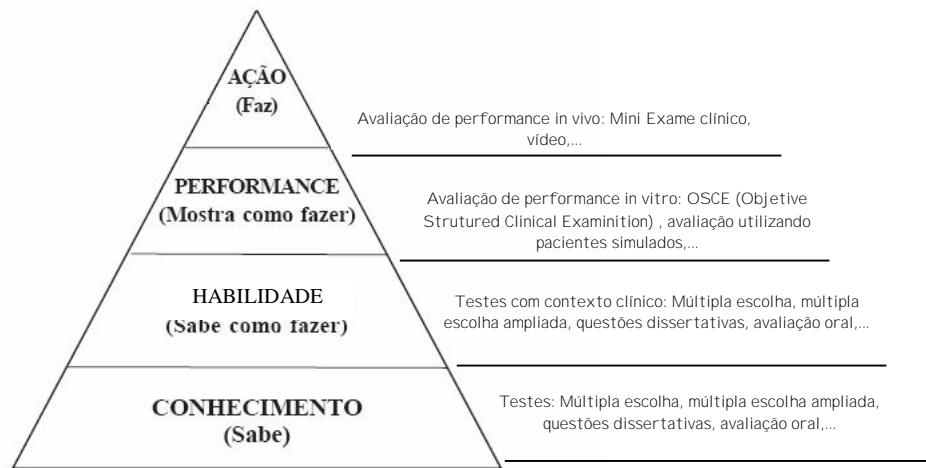 AÇÃO
(Faz)
Avaliação de performance in vivo: Mini Exame clínico,
vídeo,...
PERFORMANCE
(Mostra como fazer)
Avaliação de performance in vitro: OSCE (Objetive
Strutured Clinical Examinition) , avaliação utilizando
pacientes simulados,...
HABILIDADE
(Sabe como fazer)
Testes com contexto clínico: Múltipla escolha, múltipla
escolha ampliada, questões dissertativas, avaliação oral,...
CONHECIMENTO
(Sabe)
Testes: Múltipla escolha, múltipla escolha ampliada,
questões dissertativas, avaliação oral,...